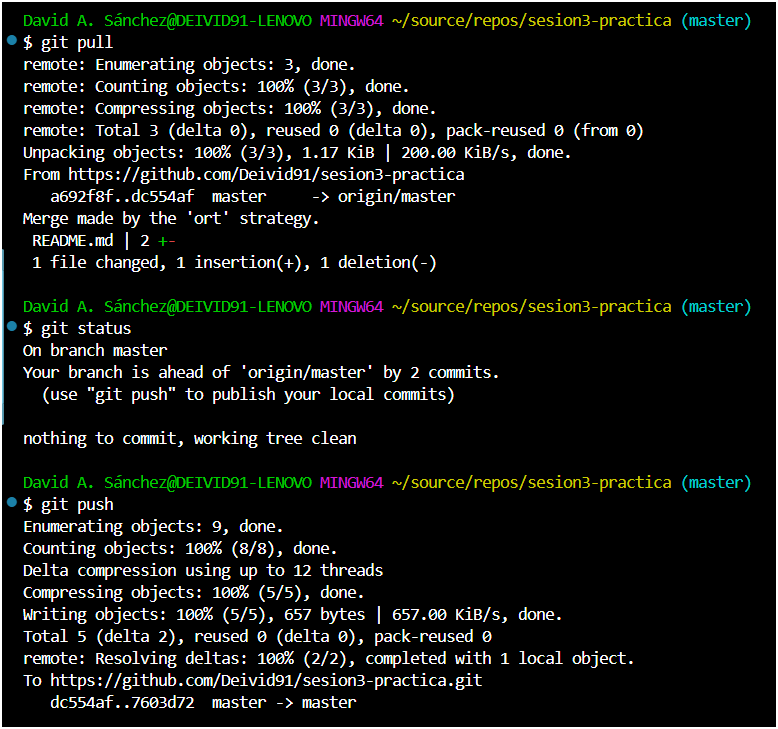 David A. Sánchez@DEIVID91-LENOVO MINGW64 ~/source/repos/sesion3-practica (master)
$ git pull
remote: Enumerating objects: 3, done.
remote: Counting objects: 100% (3/3), done.
remote: Compressing objects: 100% (3/3), done.
remote: Total 3 (delta 0), reused 0 (delta 0), pack-reused 0 (from 0)
Unpacking objects: 100% (3/3), 1.17 KiB | 200.00 KiB/s, done.
From https://github.com/Deivid91/sesion3-practica
   a692f8f..dc554af  master     -> origin/master
Merge made by the 'ort' strategy.
 README.md | 2 +-
 1 file changed, 1 insertion(+), 1 deletion(-)
David A. Sánchez@DEIVID91-LENOVO MINGW64 ~/source/repos/sesion3-practica (master)
$ git status
On branch master
Your branch is ahead of 'origin/master' by 2 commits.
  (use "git push" to publish your local commits)
nothing to commit, working tree clean
David A. Sánchez@DEIVID91-LENOVO MINGW64 ~/source/repos/sesion3-practica (master)
$ git push
Enumerating objects: 9, done.
Counting objects: 100% (8/8), done.
Delta compression using up to 12 threads
Compressing objects: 100% (5/5), done.
Writing objects: 100% (5/5), 657 bytes | 657.00 KiB/s, done.
Total 5 (delta 2), reused 0 (delta 0), pack-reused 0
remote: Resolving deltas: 100% (2/2), completed with 1 local object.
To https://github.com/Deivid91/sesion3-practica.git
   dc554af..7603d72  master -> master